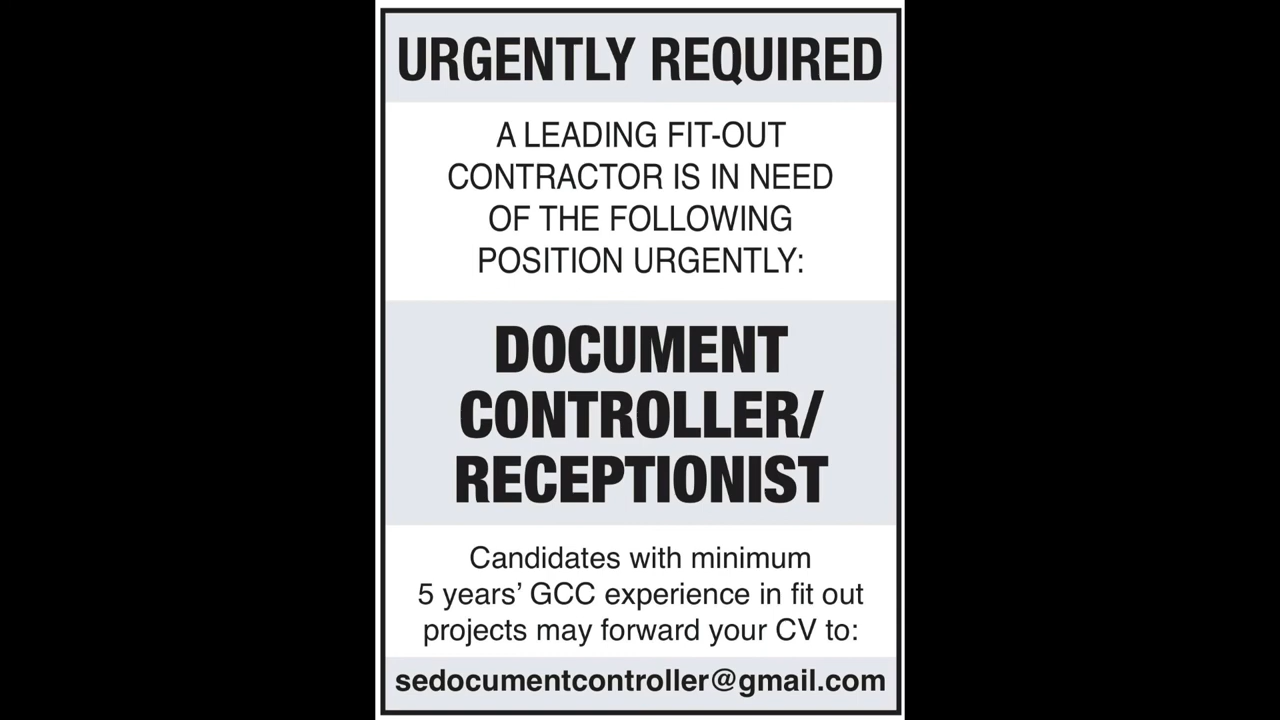 URGENTLY REQUIRED
A LEADING FIT-OUT
CONTRACTOR IS IN NEED
OF THE FOLLOWING
POSITION URGENTLY:
DOCUMENT
CONTROLLER/
RECEPTIONIST
Candidates with minimum
5 years’ GCC experience in fit out
projects may forward your CV to:
sedocumentcontroller@gmail.com